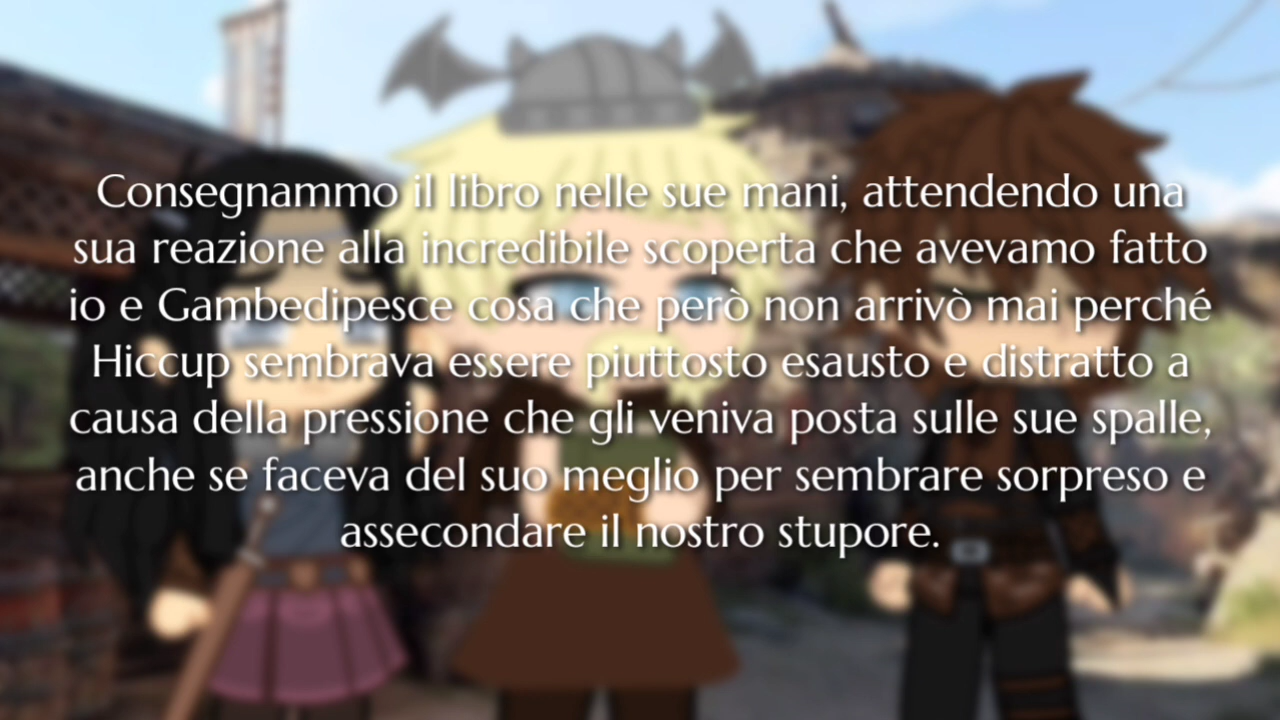 Consegnammo il libro nelle sue mani, attendendo una
sua reazione alla incredibile scoperta che avevamo fatto
io e Gambedipesce cosa che però non arrivò mai perché
Hiccup sembrava essere piuttosto esausto e distratto a
causa della pressione che gli veniva posta sulle sue spalle,
anche se faceva del suo meglio per sembrare sorpreso e
assecondare il nostro stupore.